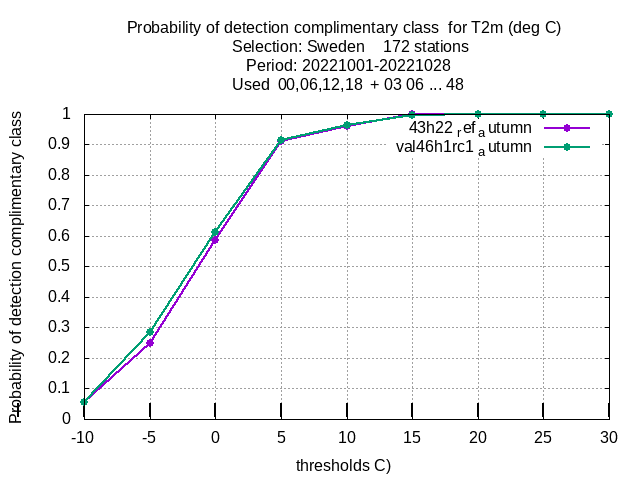 Probability of detection complimentary class  for T2m (deg C)
Selection: Sweden    172 stations
Period: 20221001-20221028
Used  00,06,12,18  + 03 06 ... 48
Probability of detection complimentary class
1
0.9
0.8
0.7
0.6
0.5
0.4
0.3
0.2
0.1
0
43h22 ref autumn
val46h1rc1 autumn
-10 -5 0 5 10 15 20 25 30
thresholds C)